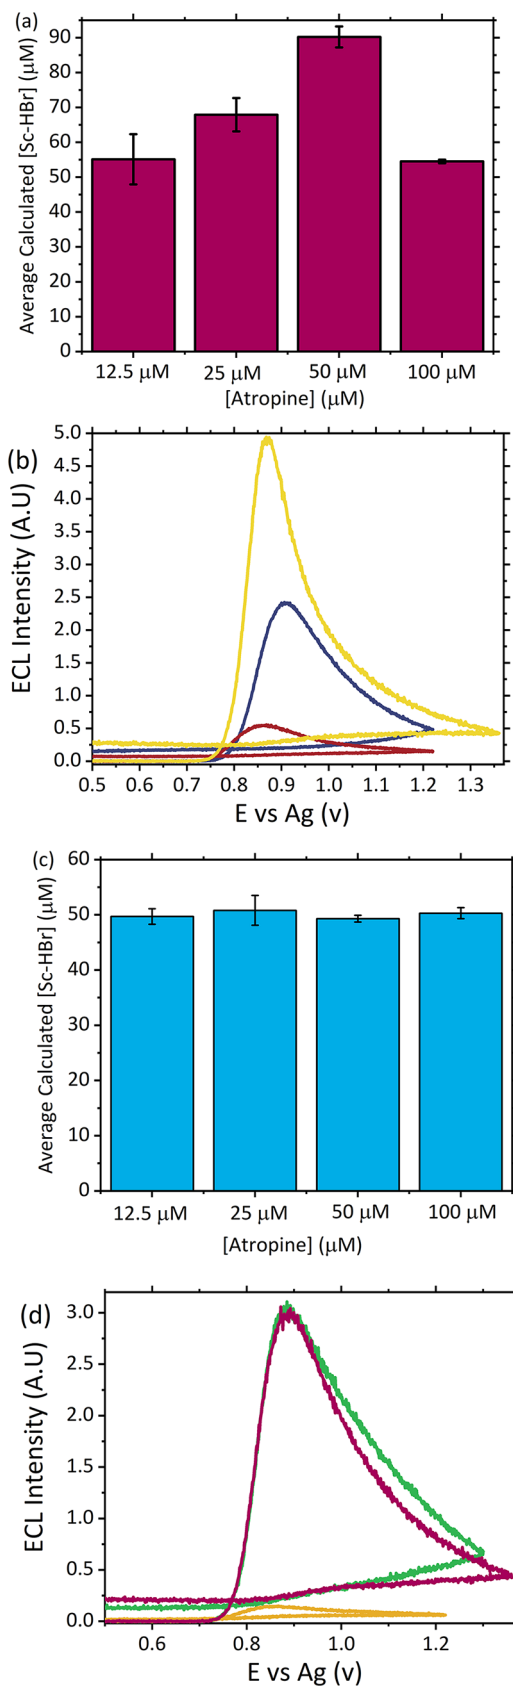 (a)
Average Calculated [Sc-HBr] (μM)
90
80
70
60
50
40
30
20
10
0
12.5 μM 25 μM 50 μM 100 μM
[Atropine] (μM)
(b)
ECL Intensity (A.U)
5.0
4.5
4.0
3.5
3.0
2.5
2.0
1.5
1.0
0.5
0.0
0.5 0.6 0.7 0.8 0.9 1.0 1.1 1.2 1.3
E vs Ag (v)
(c)
Average Calculated [Sc-HBr] (μM)
60
50
40
30
20
10
0
12.5 μM 25 μM 50 μM 100 μM
[Atropine] (μM)
(d)
ECL Intensity (A.U)
3.0
2.5
2.0
1.5
1.0
0.5
0.0
0.6 0.8 1.0 1.2
E vs Ag (v)